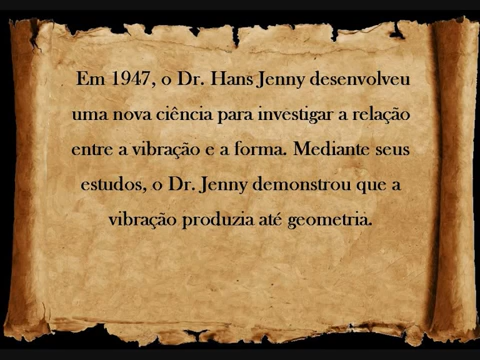 Em 1947, o Dr. Hans Jenny desenvolveu
uma nova ciência para investigar a relação
entre a vibração e a forma. Mediante seus
estudos, o Dr. Jenny demonstrou que a
vibração produzia até geometria.